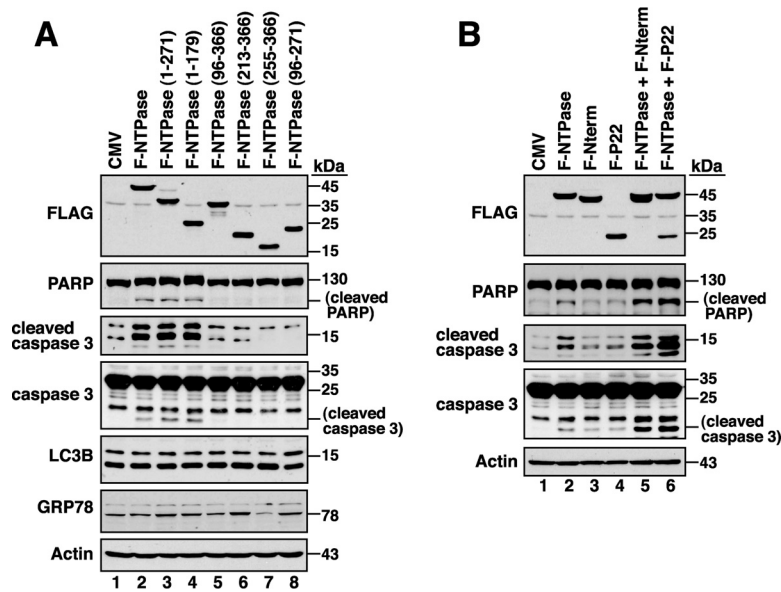 A
CMV
F-NTPase
F-NTPase (1-271)
F-NTPase (1-179)
F-NTPase (96-366)
F-NTPase (213-366)
F-NTPase (255-366)
F-NTPase (96-271)
kDa
FLAG
45
35
25
15
PARP
130
(cleaved
PARP)
cleaved
caspase 3
15
caspase 3
35
25
(cleaved
caspase 3)
LC3B
15
GRP78
78
Actin
43
1 2 3 4 5 6 7 8
B
CMV
F-NTPase
F-Nterm
F-P22
F-NTPase + F-Nterm
F-NTPase + F-P22
kDa
FLAG
45
35
25
PARP
130
(cleaved
PARP)
cleaved
caspase 3
15
caspase 3
35
25
(cleaved
caspase 3)
Actin
43
1 2 3 4 5 6